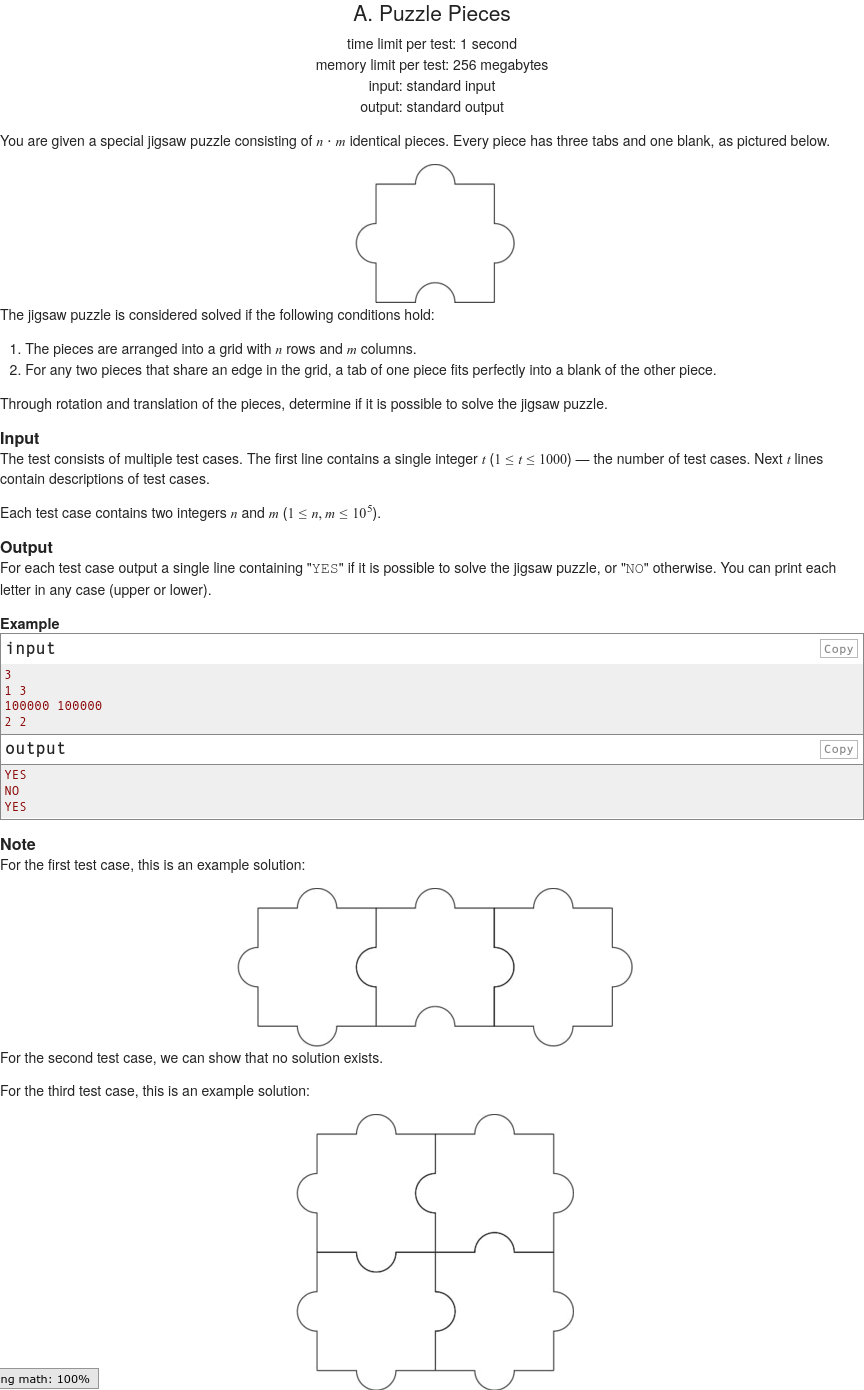 A. Puzzle Pieces
time limit per test: 1 second
memory limit per test: 256 megabytes
input: standard input
output: standard output
You are given a special jigsaw puzzle consisting of n · m identical pieces. Every piece has three tabs and one blank, as pictured below.
The jigsaw puzzle is considered solved if the following conditions hold:
1. The pieces are arranged into a grid with n rows and m columns.
2. For any two pieces that share an edge in the grid, a tab of one piece fits perfectly into a blank of the other piece.
Through rotation and translation of the pieces, determine if it is possible to solve the jigsaw puzzle.
Input
The test consists of multiple test cases. The first line contains a single integer t (1 ≤ t ≤ 1000) — the number of test cases. Next t lines
contain descriptions of test cases.
Each test case contains two integers n and m (1 ≤ n, m ≤ 10⁵).
Output
For each test case output a single line containing "YES" if it is possible to solve the jigsaw puzzle, or "NO" otherwise. You can print each
letter in any case (upper or lower).
Example
input Copy
3
1 3
100000 100000
2 2
output Copy
YES
NO
YES
Note
For the first test case, this is an example solution:
For the second test case, we can show that no solution exists.
For the third test case, this is an example solution:
ng math: 100%